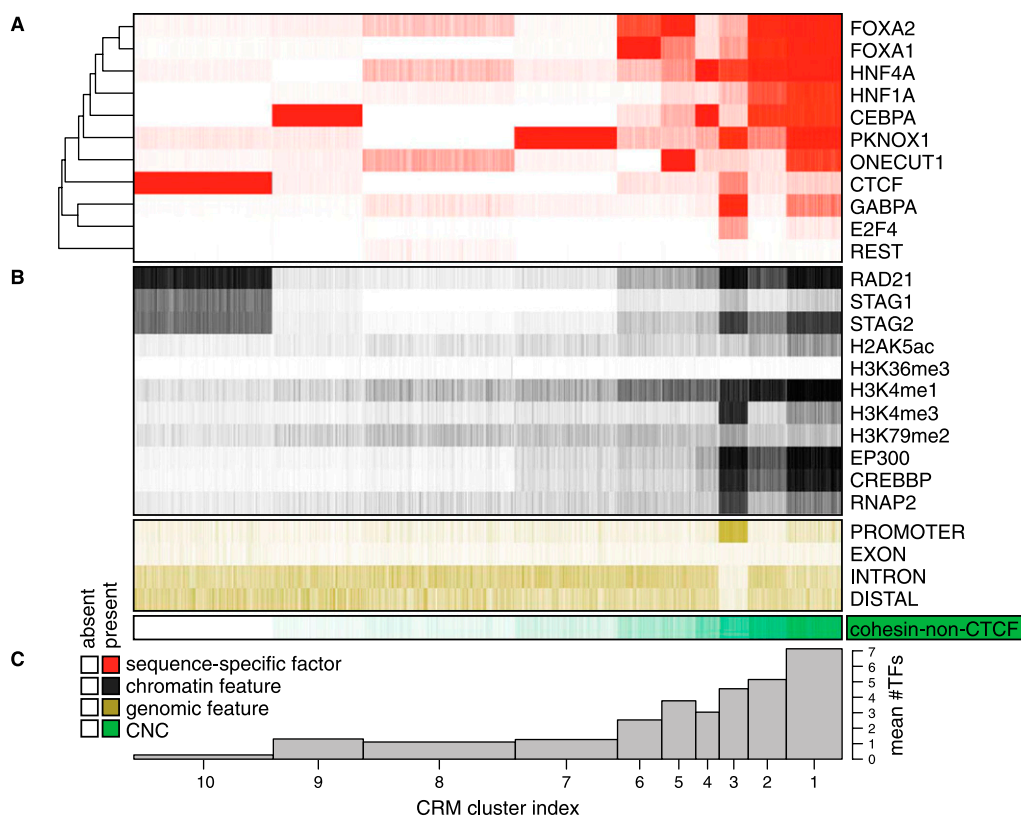 A
FOXA2
FOXA1
HNF4A
HNF1A
CEBPA
PKNOX1
ONECUT1
CTCF
GABPA
E2F4
REST
B
RAD21
STAG1
STAG2
H2AK5ac
H3K36me3
H3K4me1
H3K4me3
H3K79me2
EP300
CREBBP
RNAP2
PROMOTER
EXON
INTRON
DISTAL
cohesin-non-CTCF
absent
present
C
sequence-specific factor
chromatin feature
genomic feature
CNC
7
6
5
4
3
2
1
0
mean #TFs
10 9 8 7 6 5 4 3 2 1
CRM cluster index